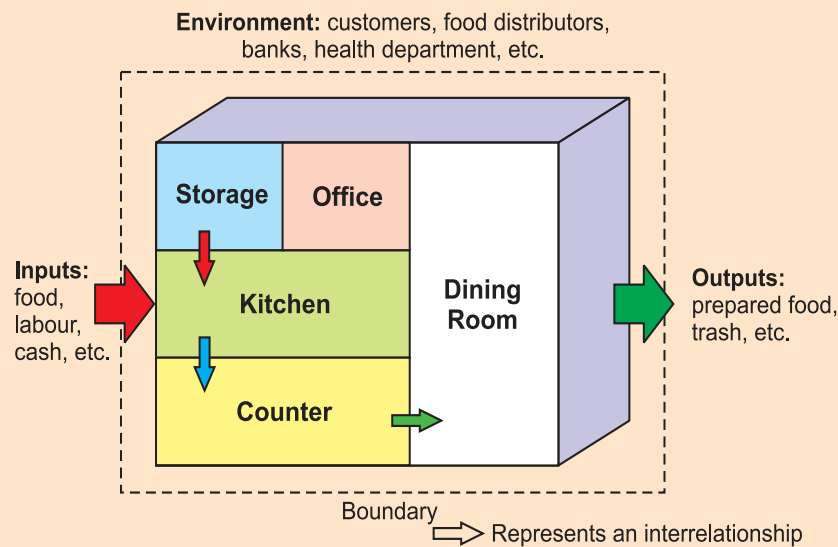 Environment: customers, food distributors,
banks, health department, etc.
Storage
Office
Inputs:
food,
labour,
cash, etc.
Kitchen
Dining
Room
Outputs:
prepared food,
trash, etc.
Counter
Boundary
Represents an interrelationship